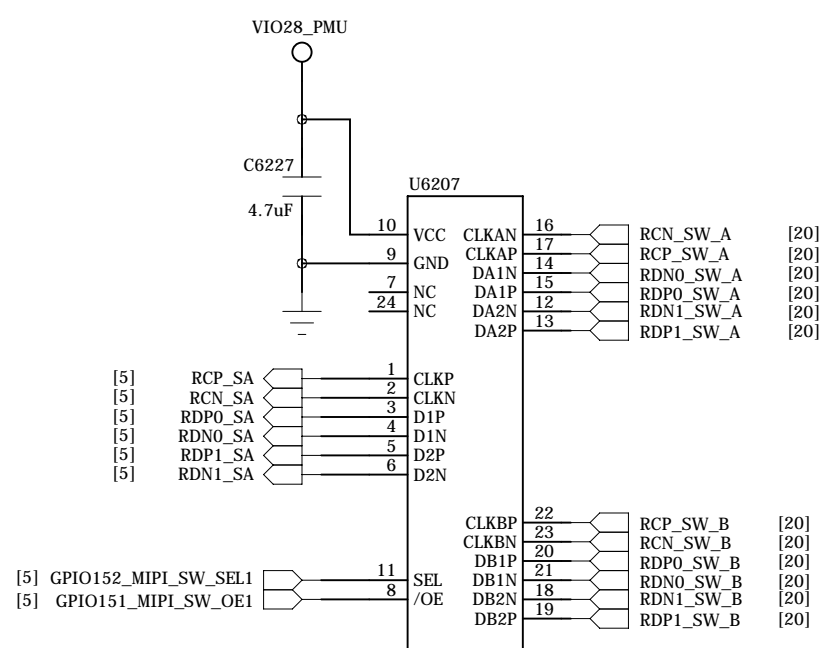 VIO28_PMU
C6227
4.7uF
U6207
10 VCC CLKAN 16 RCN_SW_A [20]
9 GND CLKAP 17 RCP_SW_A [20]
DA1N 14 RDN0_SW_A [20]
7 NC DA1P 15 RDP0_SW_A [20]
24 NC DA2N 12 RDN1_SW_A [20]
DA2P 13 RDP1_SW_A [20]
[5] RCP_SA 1 CLKP
[5] RCN_SA 2 CLKN
[5] RDP0_SA 3 D1P
[5] RDN0_SA 4 D1N
[5] RDP1_SA 5 D2P
[5] RDN1_SA 6 D2N
CLKBP 22 RCP_SW_B [20]
CLKBN 23 RCN_SW_B [20]
DB1P 20 RDP0_SW_B [20]
[5] GPIO152_MIPI_SW_SEL1 11 SEL DB1N 21 RDN0_SW_B [20]
[5] GPIO151_MIPI_SW_OE1 8 /OE DB2N 18 RDN1_SW_B [20]
DB2P 19 RDP1_SW_B [20]